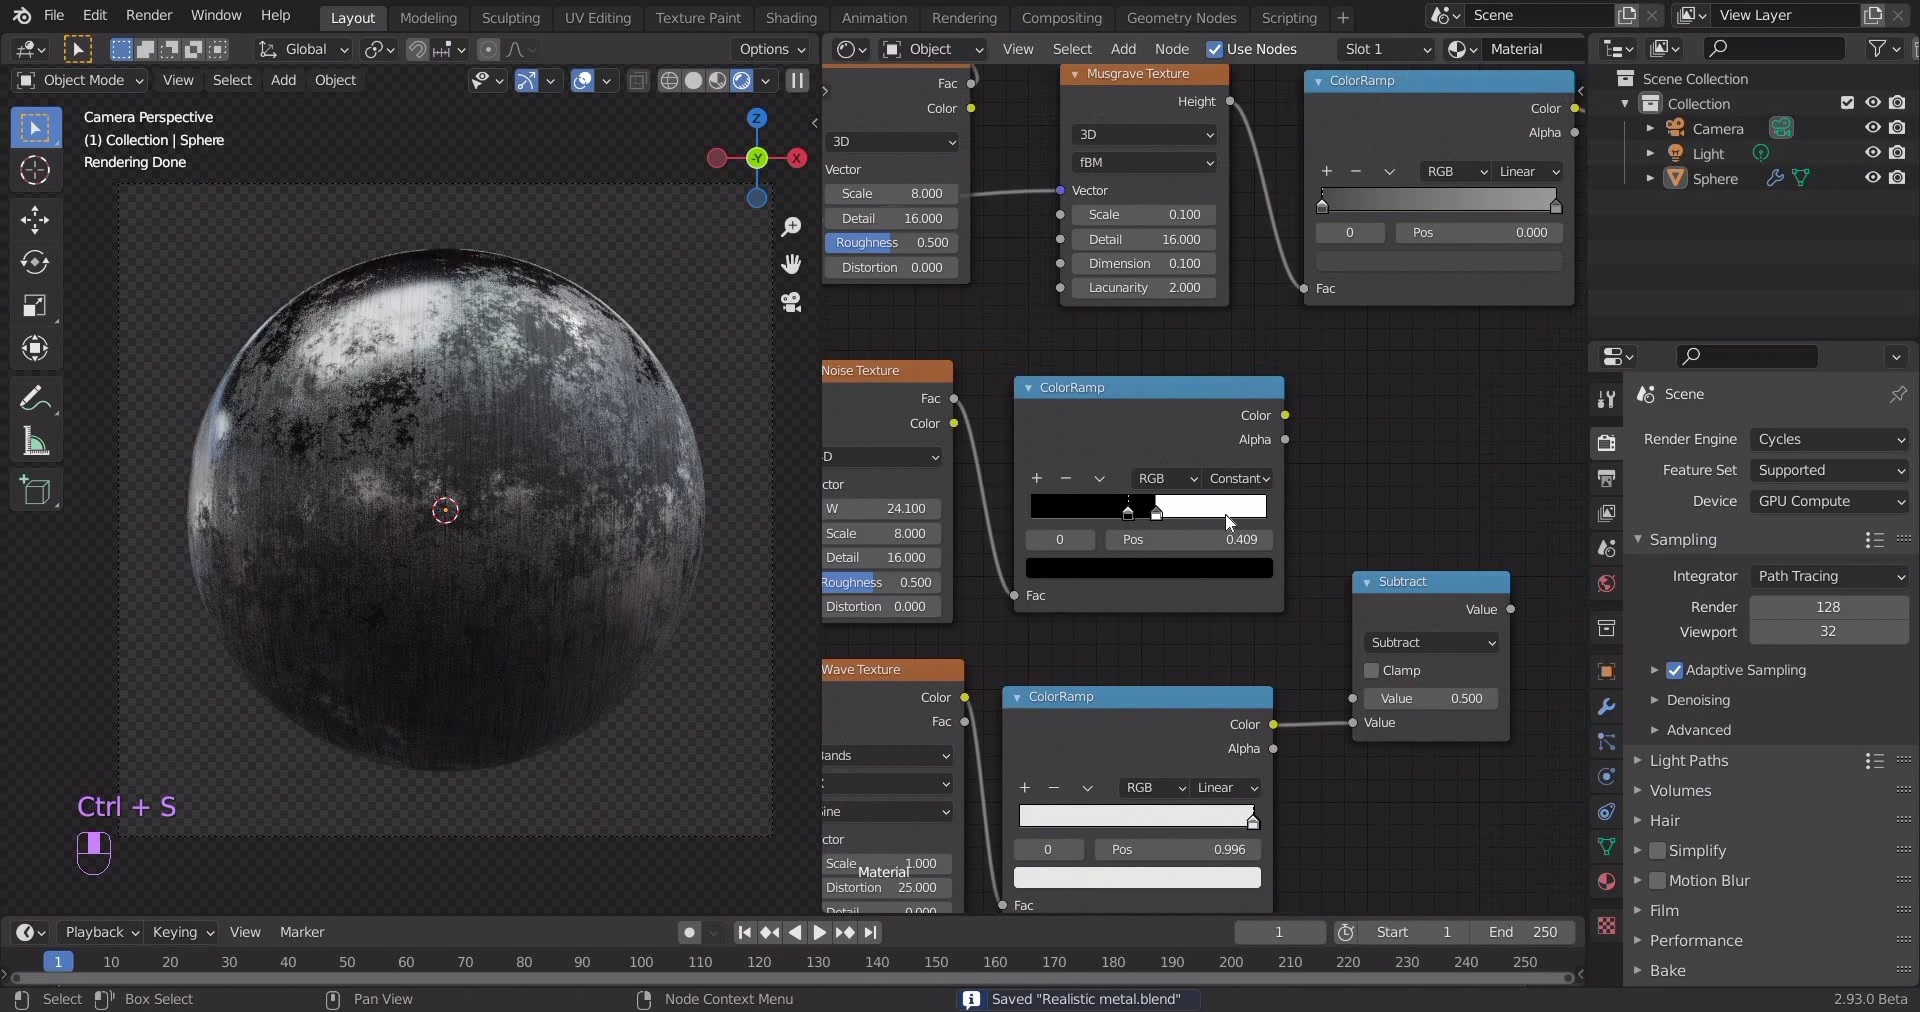 File Edit Render Window Help Layout Modeling Sculpting UV Editing Texture Paint Shading Animation Rendering Compositing Geometry Nodes Scripting Scene View Layer
Global Options Object View Select Add Node Use Nodes Slot 1 Material
Object Mode View Select Add Object
Camera Perspective
(1) Collection | Sphere
Rendering Done
Z
-Y
X
Ctrl + S
Fac
Color
3D
Vector
Scale 8.000
Detail 16.000
Roughness 0.500
Distortion 0.000
Musgrave Texture
Height
3D
fBM
Vector
Scale 0.100
Detail 16.000
Dimension 0.100
Lacunarity 2.000
ColorRamp
Color
Alpha
RGB Linear
0 Pos 0.000
Fac
Noise Texture
Fac
Color
D
ctor
W 24.100
Scale 8.000
Detail 16.000
Roughness 0.500
Distortion 0.000
ColorRamp
Color
Alpha
RGB Constant
0 Pos 0.409
Fac
Subtract
Value
Subtract
Clamp
Value 0.500
Value
Wave Texture
Color
Fac
ands
ine
ctor
Scale 1.000
Material
Distortion 25.000
Detail 0.000
ColorRamp
Color
Alpha
RGB Linear
0 Pos 0.996
Fac
Scene Collection
Collection
Camera
Light
Sphere
Scene
Render Engine Cycles
Feature Set Supported
Device GPU Compute
Sampling
Integrator Path Tracing
Render 128
Viewport 32
Adaptive Sampling
Denoising
Advanced
Light Paths
Volumes
Hair
Simplify
Motion Blur
Film
Performance
Bake
Playback Keying View Marker 1 Start 1 End 250
1 10 20 30 40 50 60 70 80 90 100 110 120 130 140 150 160 170 180 190 200 210 220 230 240 250
Select Box Select Pan View Node Context Menu Saved "Realistic metal.blend" 2.93.0 Beta